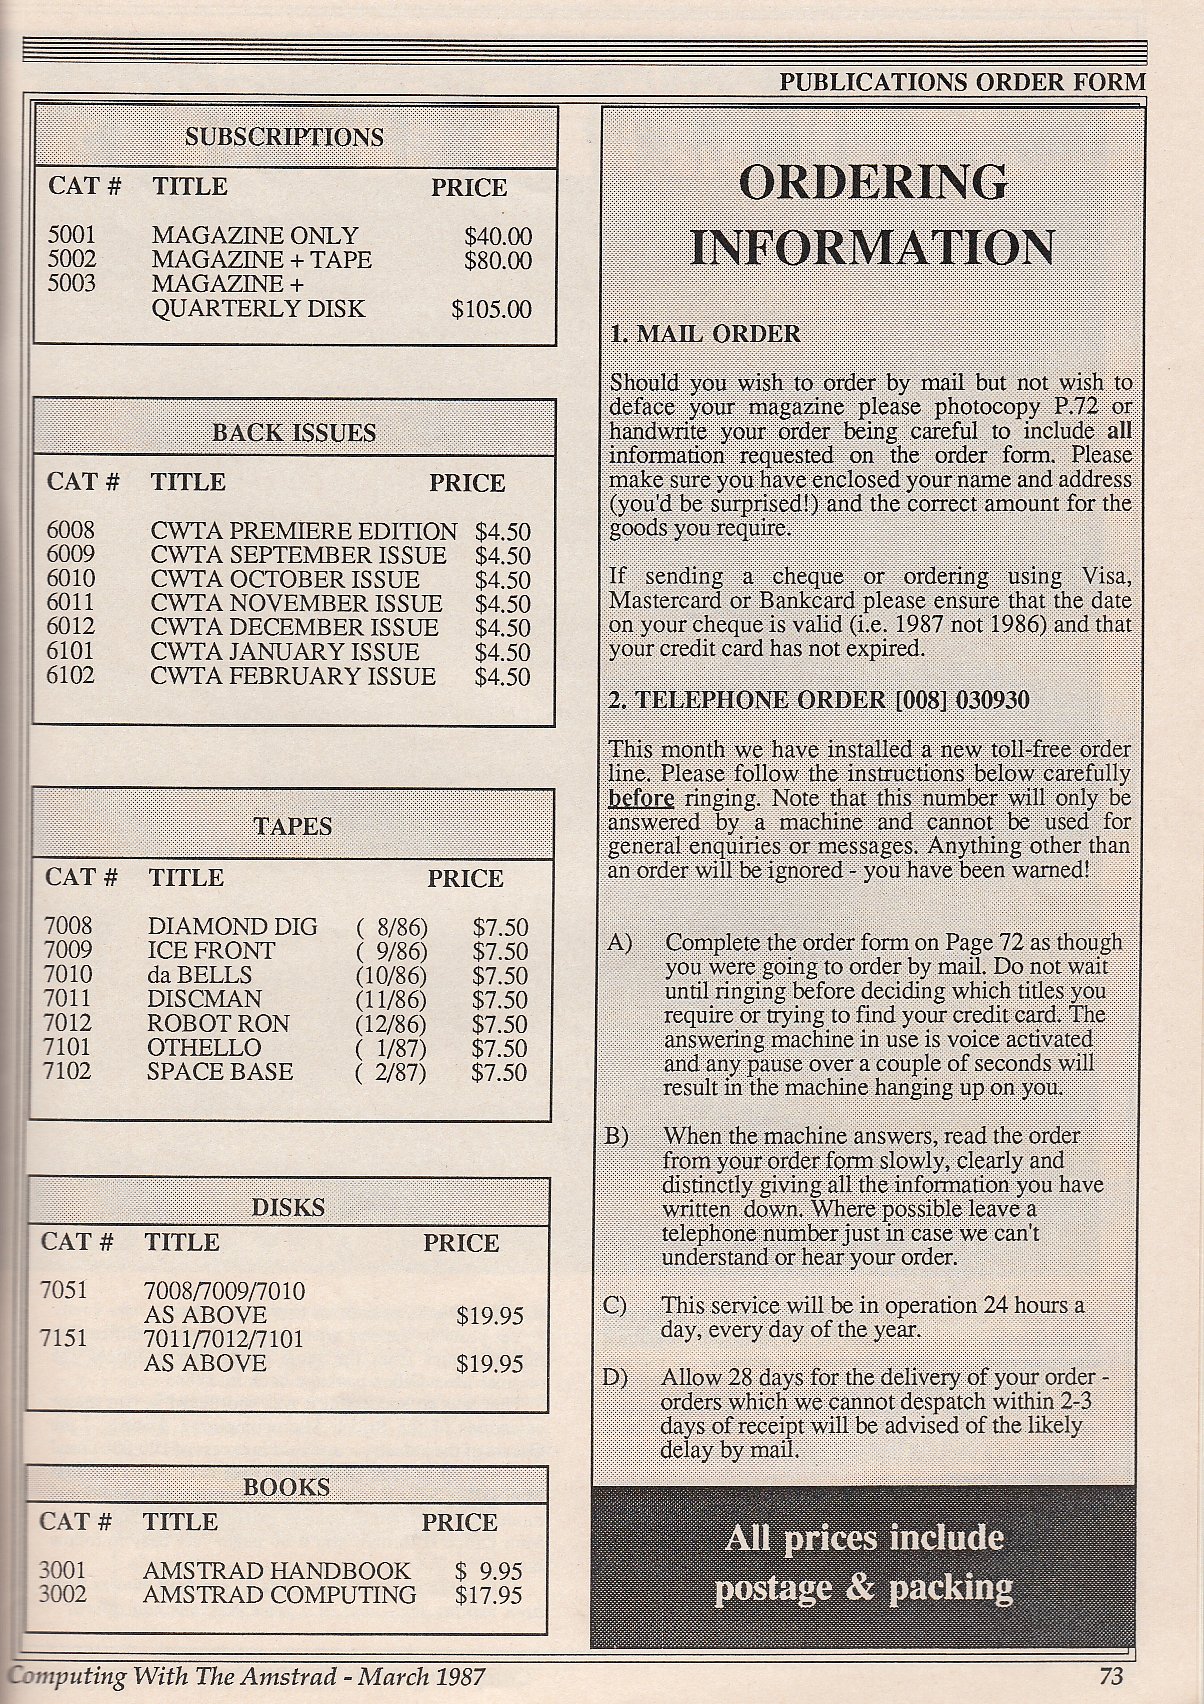 PUBLICATIONS ORDER FORM
SUBSCRIPTIONS
CAT # TITLE PRICE
5001 MAGAZINE ONLY $40.00
5002 MAGAZINE + TAPE $80.00
5003 MAGAZINE +
QUARTERLY DISK $105.00
BACK ISSUES
CAT # TITLE PRICE
6008 CWTA PREMIERE EDITION $4.50
6009 CWTA SEPTEMBER ISSUE $4.50
6010 CWTA OCTOBER ISSUE $4.50
6011 CWTA NOVEMBER ISSUE $4.50
6012 CWTA DECEMBER ISSUE $4.50
6101 CWTA JANUARY ISSUE $4.50
6102 CWTA FEBRUARY ISSUE $4.50
TAPES
CAT # TITLE PRICE
7008 DIAMOND DIG ( 8/86) $7.50
7009 ICE FRONT ( 9/86) $7.50
7010 da BELLS (10/86) $7.50
7011 DISCMAN (11/86) $7.50
7012 ROBOT RON (12/86) $7.50
7101 OTHELLO ( 1/87) $7.50
7102 SPACE BASE ( 2/87) $7.50
DISKS
CAT # TITLE PRICE
7051 7008/7009/7010
AS ABOVE $19.95
7151 7011/7012/7101
AS ABOVE $19.95
BOOKS
CAT # TITLE PRICE
3001 AMSTRAD HANDBOOK $ 9.95
3002 AMSTRAD COMPUTING $17.95
ORDERING
INFORMATION
1. MAIL ORDER
Should you wish to order by mail but not wish to
deface your magazine please photocopy P.72 or
handwrite your order being careful to include all
information requested on the order form. Please
make sure you have enclosed your name and address
(you'd be surprised!) and the correct amount for the
goods you require.
If sending a cheque or ordering using Visa,
Mastercard or Bankcard please ensure that the date
on your cheque is valid (i.e. 1987 not 1986) and that
your credit card has not expired.
2. TELEPHONE ORDER [008] 030930
This month we have installed a new toll-free order
line. Please follow the instructions below carefully
before ringing. Note that this number will only be
answered by a machine and cannot be used for
general enquiries or messages. Anything other than
an order will be ignored - you have been warned!
A) Complete the order form on Page 72 as though
you were going to order by mail. Do not wait
until ringing before deciding which titles you
require or trying to find your credit card. The
answering machine in use is voice activated
and any pause over a couple of seconds will
result in the machine hanging up on you.
B) When the machine answers, read the order
from your order form slowly, clearly and
distinctly giving all the information you have
written down. Where possible leave a
telephone number just in case we can't
understand or hear your order.
C) This service will be in operation 24 hours a
day, every day of the year.
D) Allow 28 days for the delivery of your order -
orders which we cannot despatch within 2-3
days of receipt will be advised of the likely
delay by mail.
All prices include
postage & packing
Computing With The Amstrad - March 1987 73